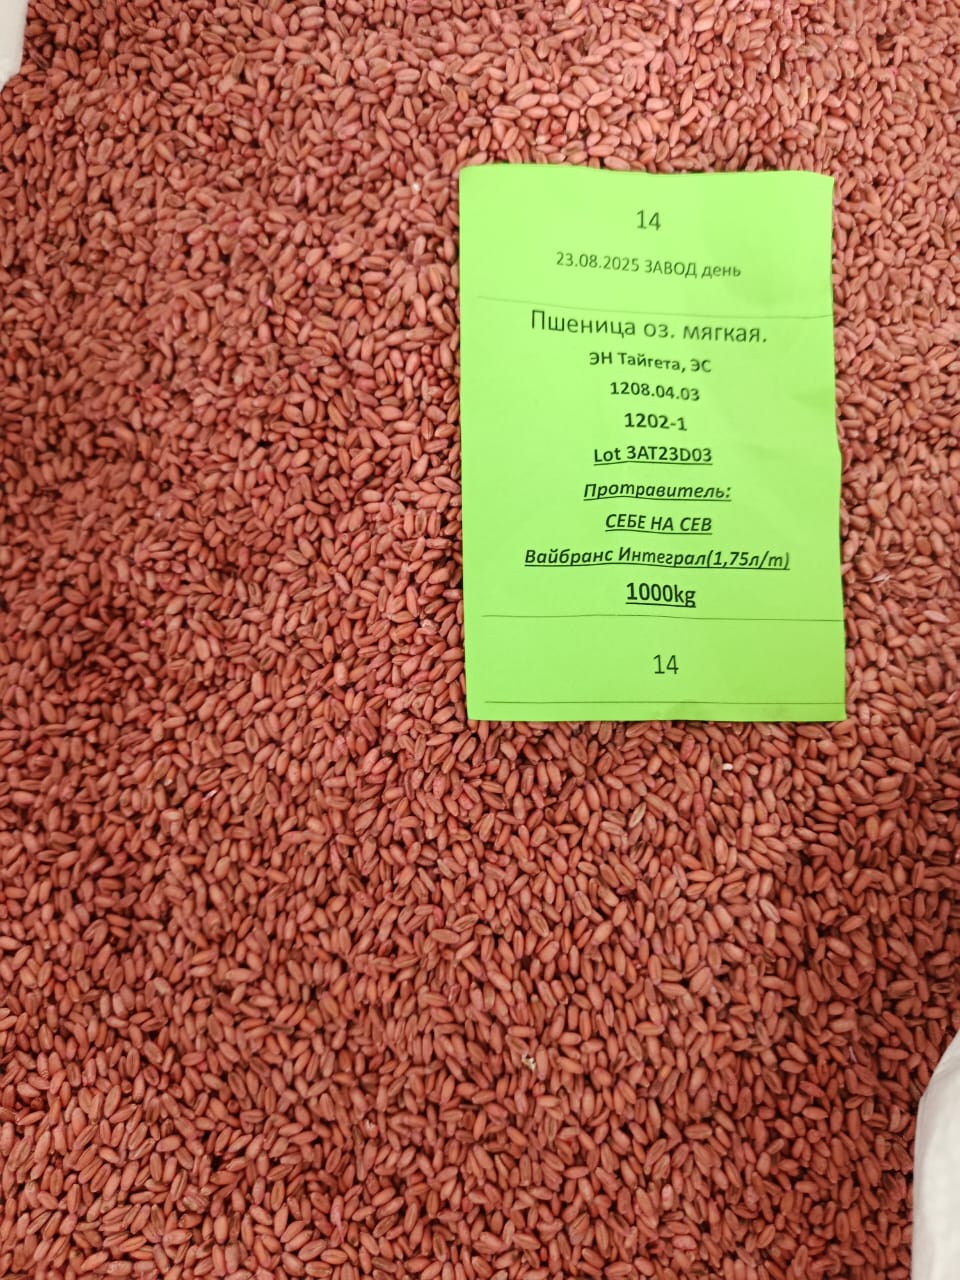 14
23.08.2025 ЗАВОД день
Пшеница оз. мягкая.
ЭН Тайгета, ЭС
1208.04.03
1202-1
Lot 3AT23D03
Протравитель:
СЕБЕ НА СЕВ
Вайбранс Интеграл(1,75л/т)
1000kg
14